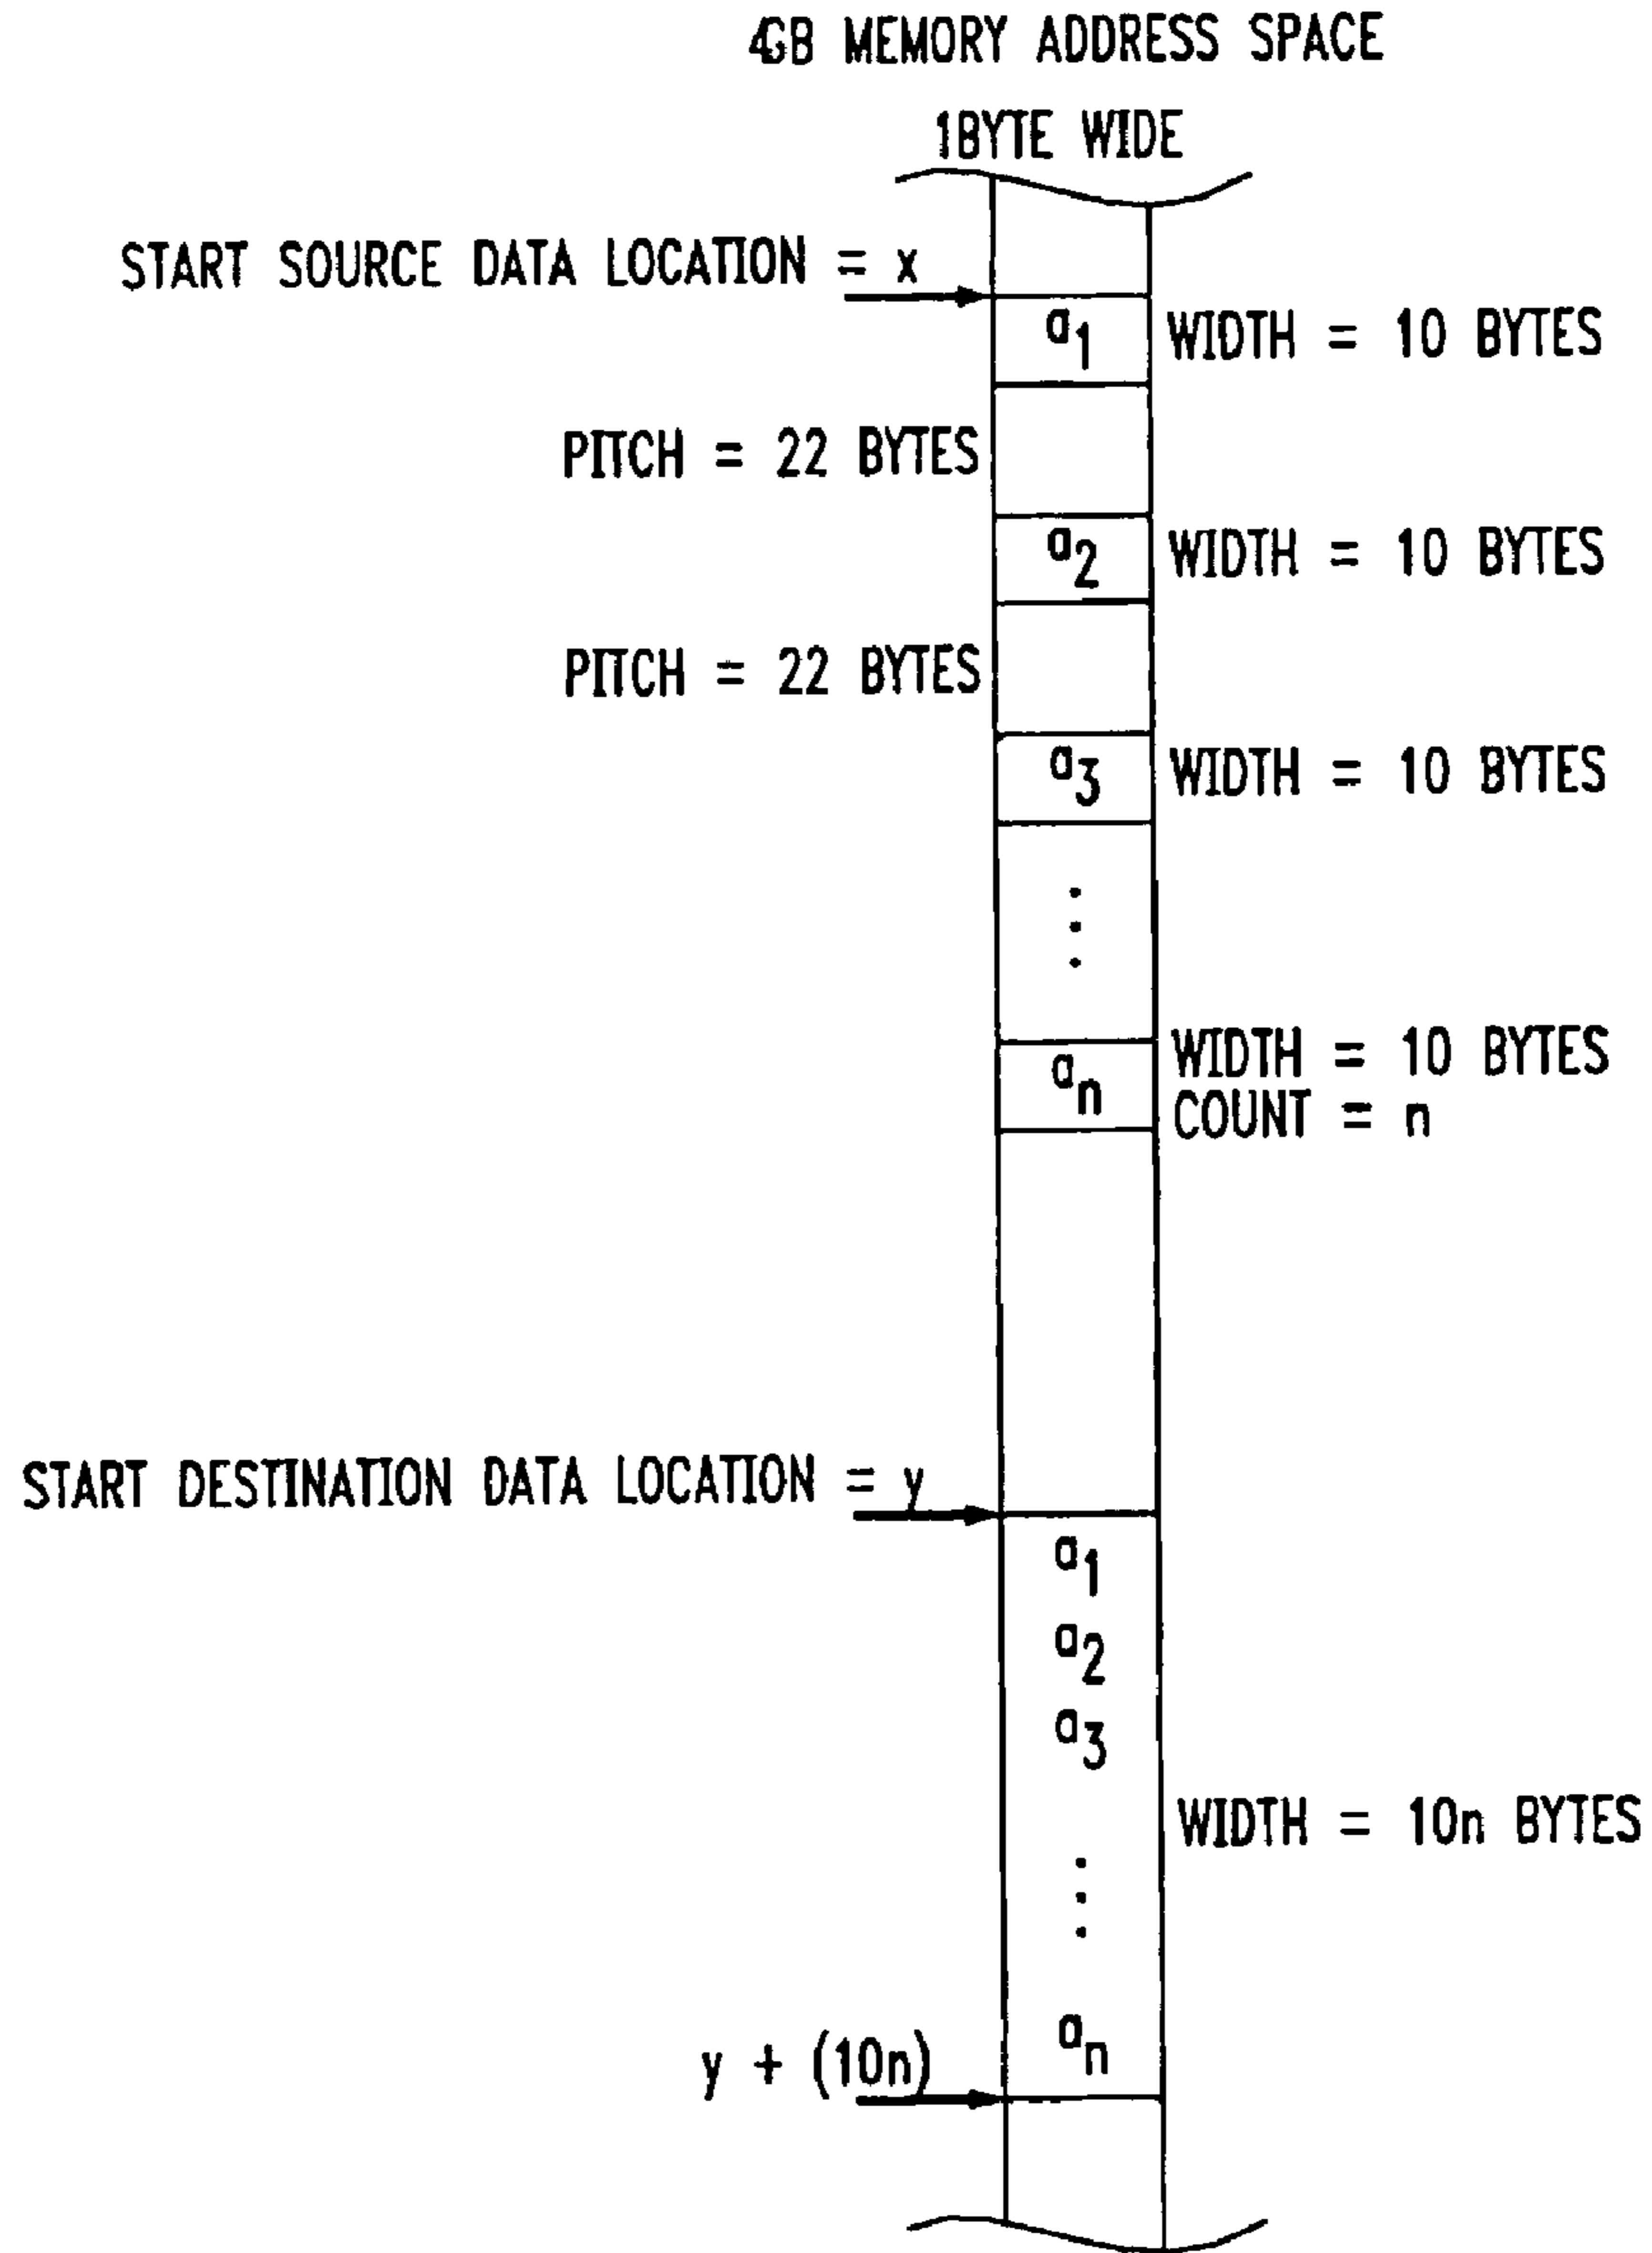 4GB MEMORY ADDRESS SPACE
1BYTE WIDE
START SOURCE DATA LOCATION = x
a1 WIDTH = 10 BYTES
PITCH = 22 BYTES
a2 WIDTH = 10 BYTES
PITCH = 22 BYTES
a3 WIDTH = 10 BYTES
an WIDTH = 10 BYTES
COUNT = n
START DESTINATION DATA LOCATION = y
a1
a2
a3
WIDTH = 10n BYTES
an
y + (10n)